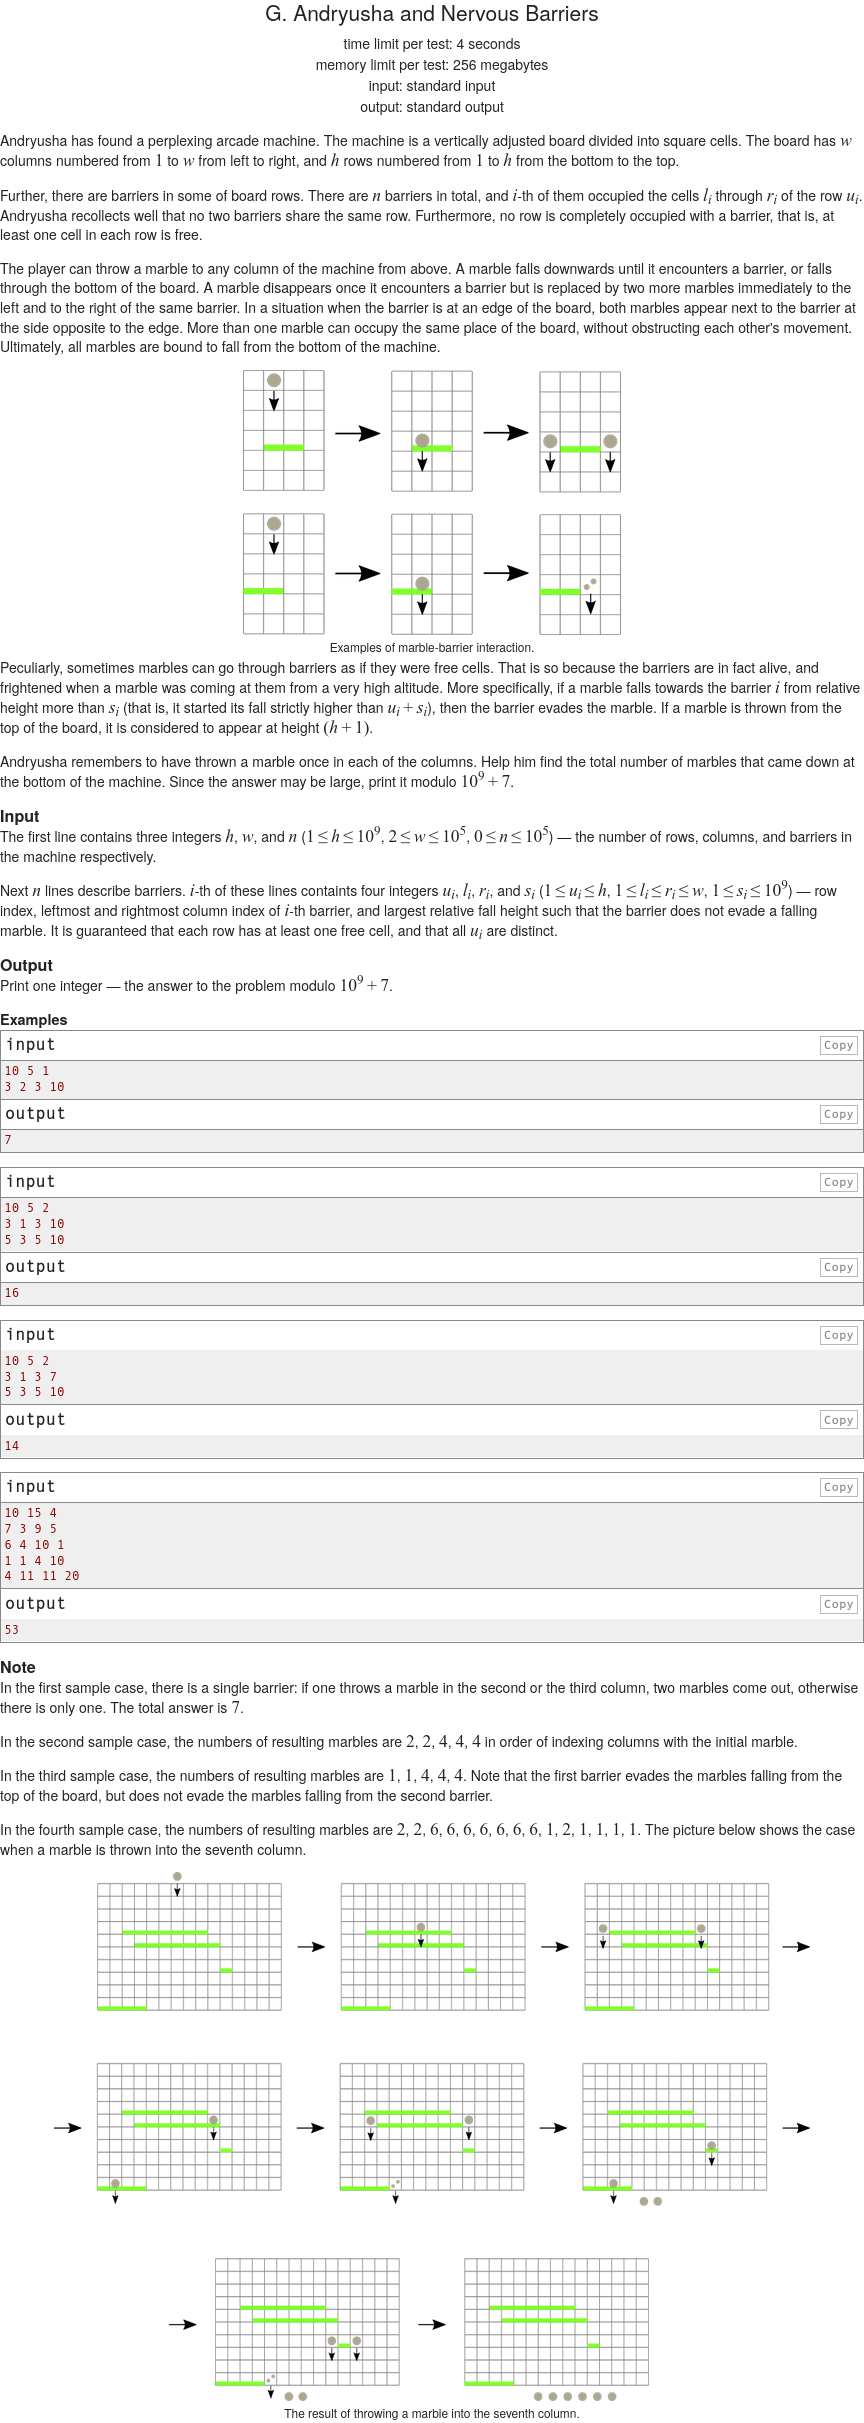 G. Andryusha and Nervous Barriers
time limit per test: 4 seconds
memory limit per test: 256 megabytes
input: standard input
output: standard output
Andryusha has found a perplexing arcade machine. The machine is a vertically adjusted board divided into square cells. The board has w
columns numbered from 1 to w from left to right, and h rows numbered from 1 to h from the bottom to the top.
Further, there are barriers in some of board rows. There are n barriers in total, and i-th of them occupied the cells l_i through r_i of the row u_i.
Andryusha recollects well that no two barriers share the same row. Furthermore, no row is completely occupied with a barrier, that is, at
least one cell in each row is free.
The player can throw a marble to any column of the machine from above. A marble falls downwards until it encounters a barrier, or falls
through the bottom of the board. A marble disappears once it encounters a barrier but is replaced by two more marbles immediately to the
left and to the right of the same barrier. In a situation when the barrier is at an edge of the board, both marbles appear next to the barrier at
the side opposite to the edge. More than one marble can occupy the same place of the board, without obstructing each other's movement.
Ultimately, all marbles are bound to fall from the bottom of the machine.
Examples of marble-barrier interaction.
Peculiarly, sometimes marbles can go through barriers as if they were free cells. That is so because the barriers are in fact alive, and
frightened when a marble was coming at them from a very high altitude. More specifically, if a marble falls towards the barrier i from relative
height more than s_i (that is, it started its fall strictly higher than u_i + s_i), then the barrier evades the marble. If a marble is thrown from the
top of the board, it is considered to appear at height (h + 1).
Andryusha remembers to have thrown a marble once in each of the columns. Help him find the total number of marbles that came down at
the bottom of the machine. Since the answer may be large, print it modulo 10^9 + 7.
Input
The first line contains three integers h, w, and n (1 ≤ h ≤ 10^9, 2 ≤ w ≤ 10^5, 0 ≤ n ≤ 10^5) — the number of rows, columns, and barriers in
the machine respectively.
Next n lines describe barriers. i-th of these lines containts four integers u_i, l_i, r_i, and s_i (1 ≤ u_i ≤ h, 1 ≤ l_i ≤ r_i ≤ w, 1 ≤ s_i ≤ 10^9) — row
index, leftmost and rightmost column index of i-th barrier, and largest relative fall height such that the barrier does not evade a falling
marble. It is guaranteed that each row has at least one free cell, and that all u_i are distinct.
Output
Print one integer — the answer to the problem modulo 10^9 + 7.
Examples
input
Copy
10 5 1
3 2 3 10
output
Copy
7
input
Copy
10 5 2
3 1 3 10
5 3 5 10
output
Copy
16
input
Copy
10 5 2
3 1 3 7
5 3 5 10
output
Copy
14
input
Copy
10 15 4
7 3 9 5
6 4 10 1
1 1 4 10
4 11 11 20
output
Copy
53
Note
In the first sample case, there is a single barrier: if one throws a marble in the second or the third column, two marbles come out, otherwise
there is only one. The total answer is 7.
In the second sample case, the numbers of resulting marbles are 2, 2, 4, 4, 4 in order of indexing columns with the initial marble.
In the third sample case, the numbers of resulting marbles are 1, 1, 4, 4, 4. Note that the first barrier evades the marbles falling from the
top of the board, but does not evade the marbles falling from the second barrier.
In the fourth sample case, the numbers of resulting marbles are 2, 2, 6, 6, 6, 6, 6, 6, 6, 1, 2, 1, 1, 1, 1. The picture below shows the case
when a marble is thrown into the seventh column.
The result of throwing a marble into the seventh column.